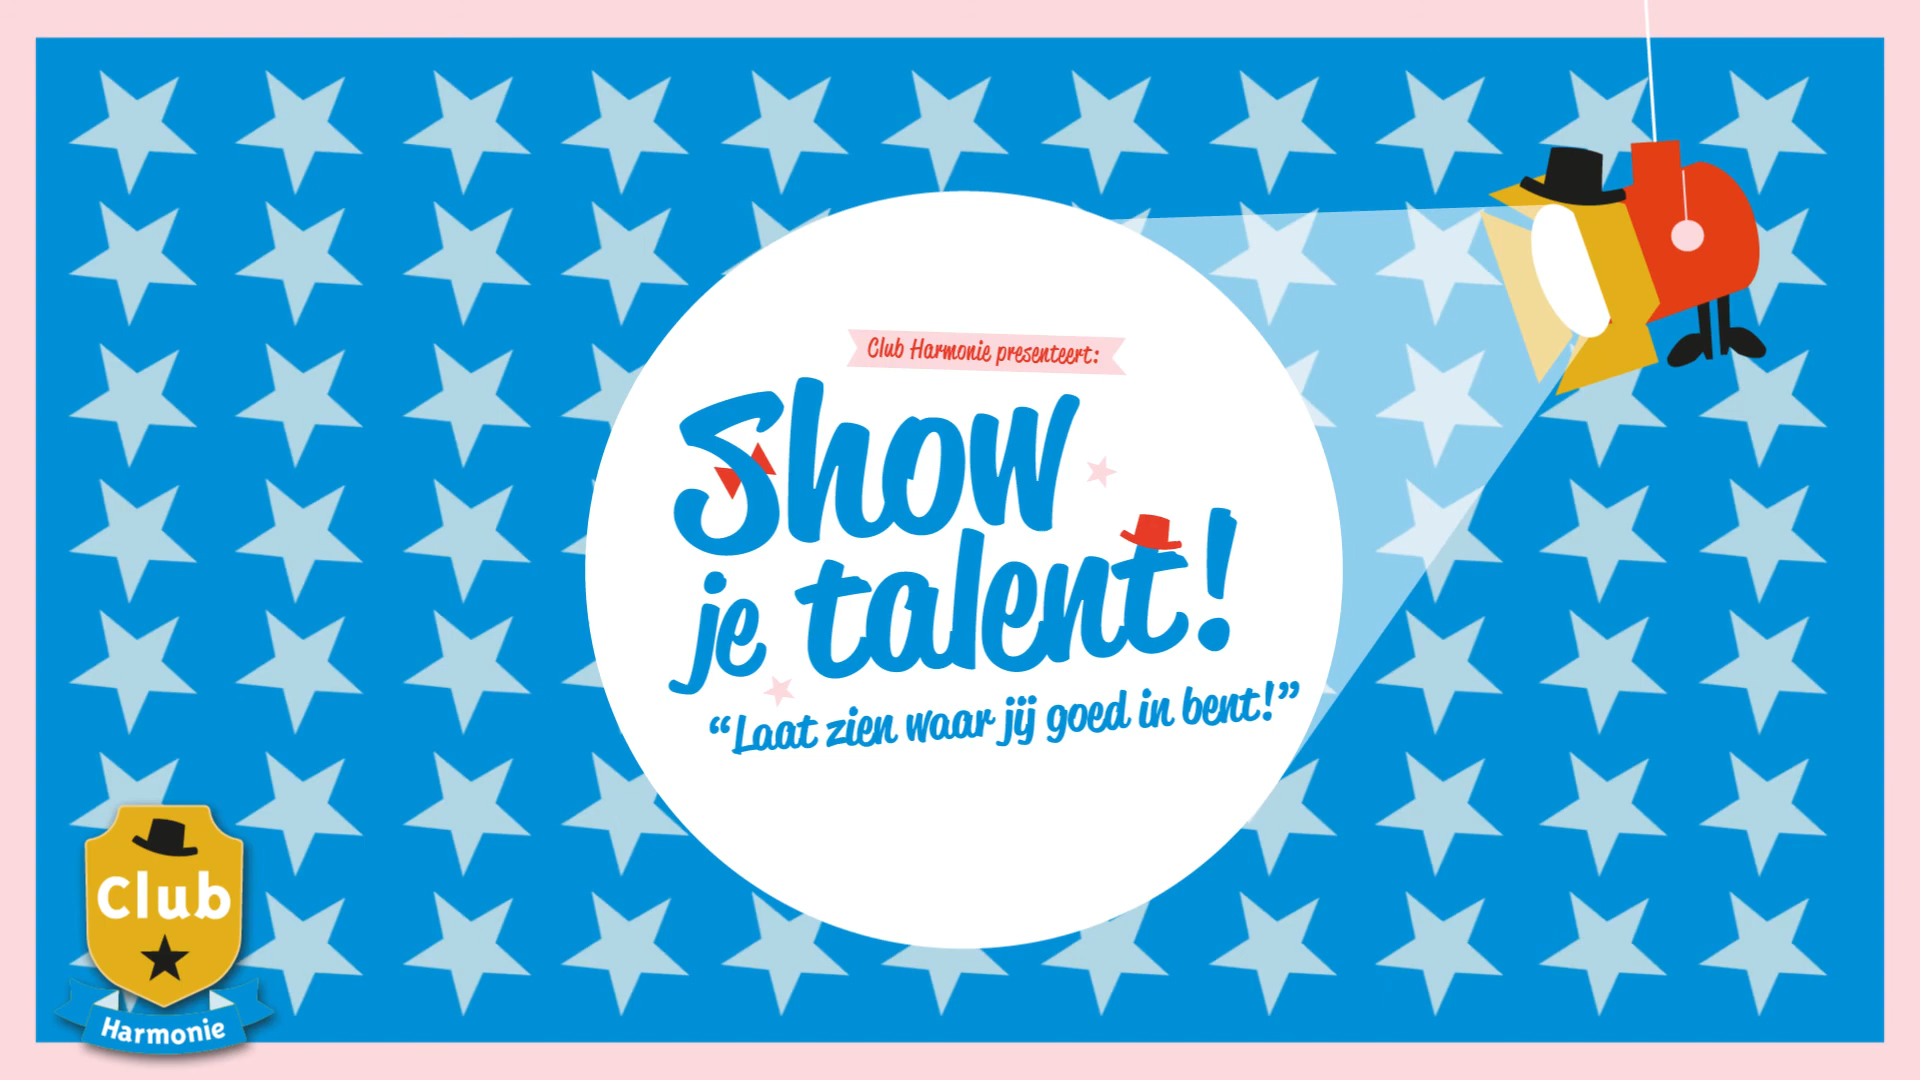 Club Harmonie presenteert:
Show
je talent!
“Laat zien waar jij goed in bent!”
Club
Harmonie